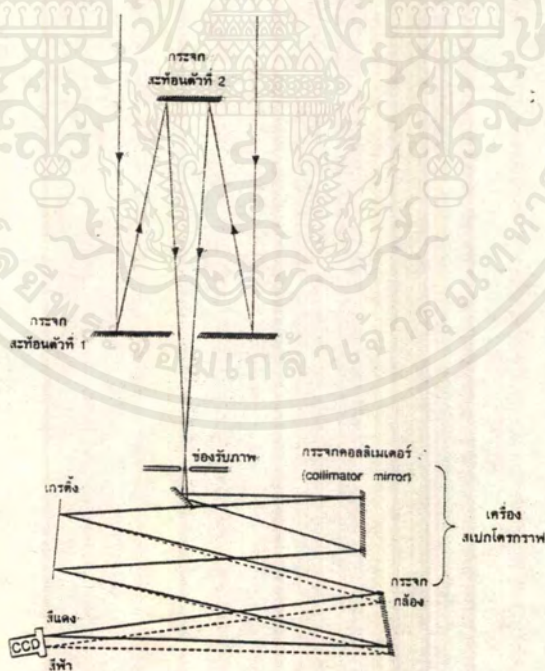 กระจก
สะท้อนตัวที่ 2
กระจก
สะท้อนตัวที่ 1
ช่องรับภาพ
กระจกคอลลิเมเตอร์
(collimator mirror)
เกรตติ้ง
เครื่อง
สเปกโตรกราฟ
กระจก
กล้อง
สีแดง
CCD
สีฟ้า